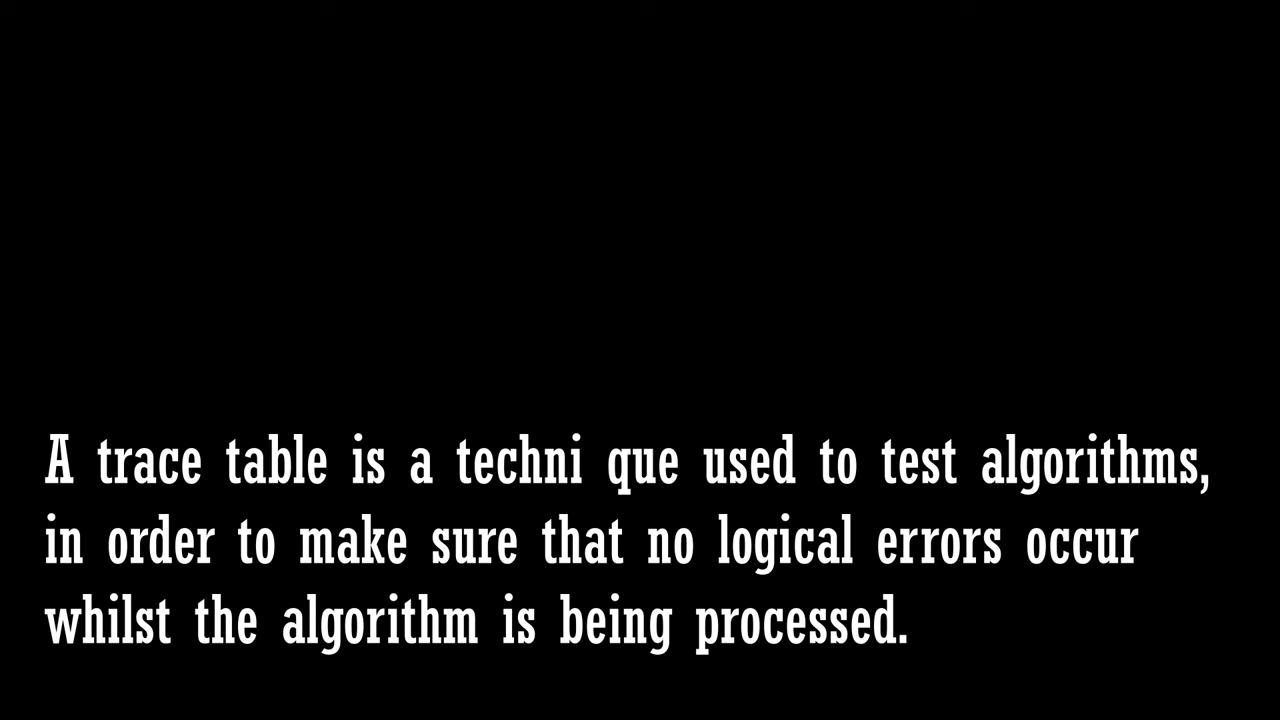 A trace table is a techni que used to test algorithms,
in order to make sure that no logical errors occur
whilst the algorithm is being processed.